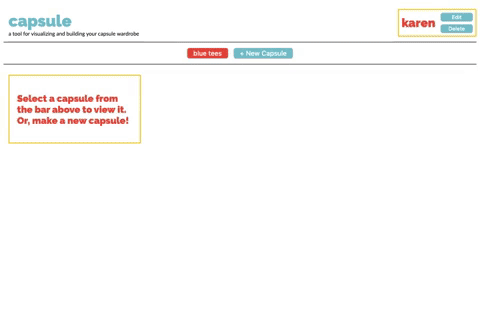 capsule
a tool for visualizing and building your capsule wardrobe
karen
Edit
Delete
blue tees
+ New Capsule
Select a capsule from
the bar above to view it.
Or, make a new capsule!